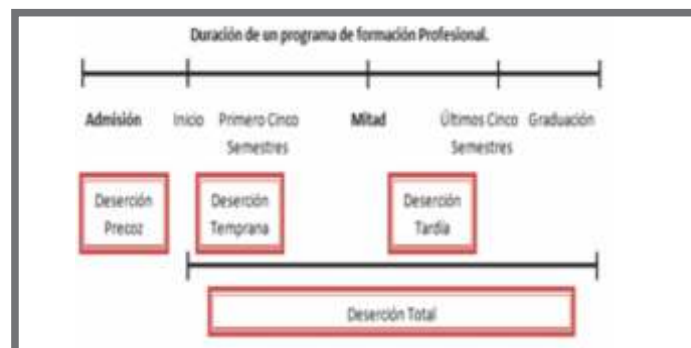 Duración de un programa de formación Profesional.
Admisión Inicio Primero Cinco Mitad Últimos Cinco Graduación
Semestres Semestres
Deserción Deserción Deserción
Precoz Temprana Tardía
Deserción Total